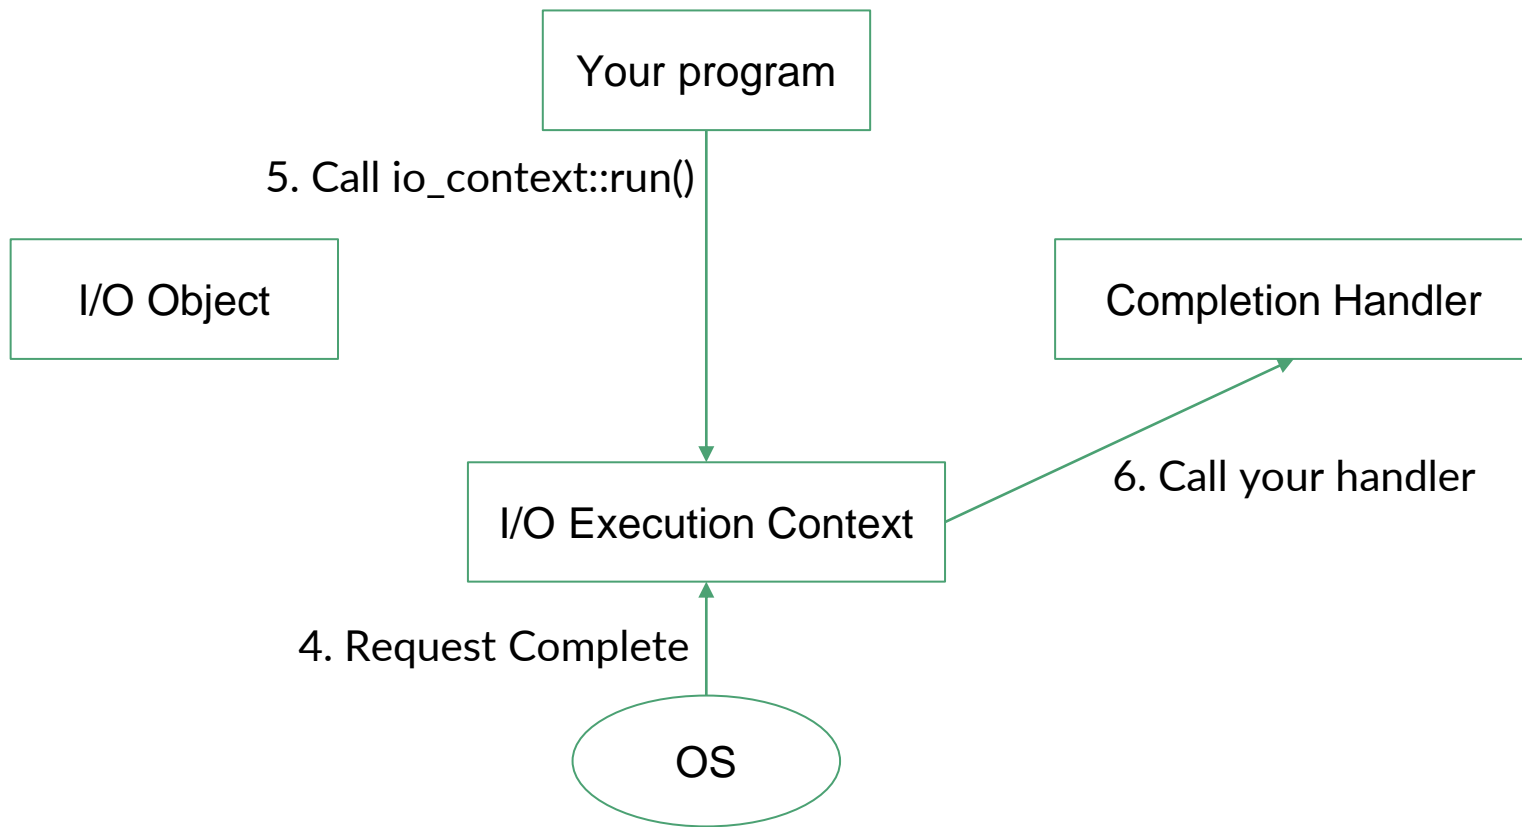 Your program
5. Call io_context::run()
I/O Object
Completion Handler
6. Call your handler
I/O Execution Context
4. Request Complete
OS